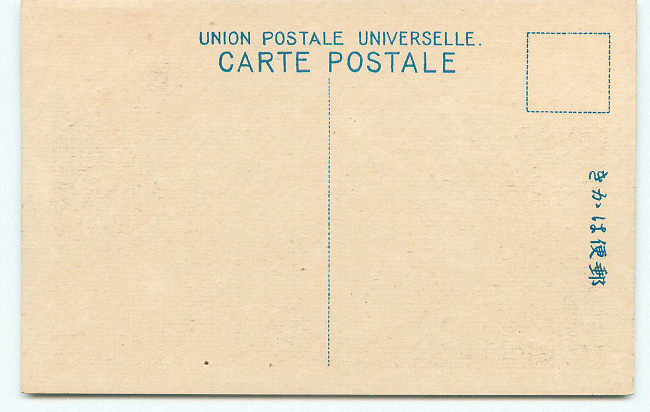 UNION POSTALE UNIVERSELLE.
CARTE POSTALE
郵便はかき